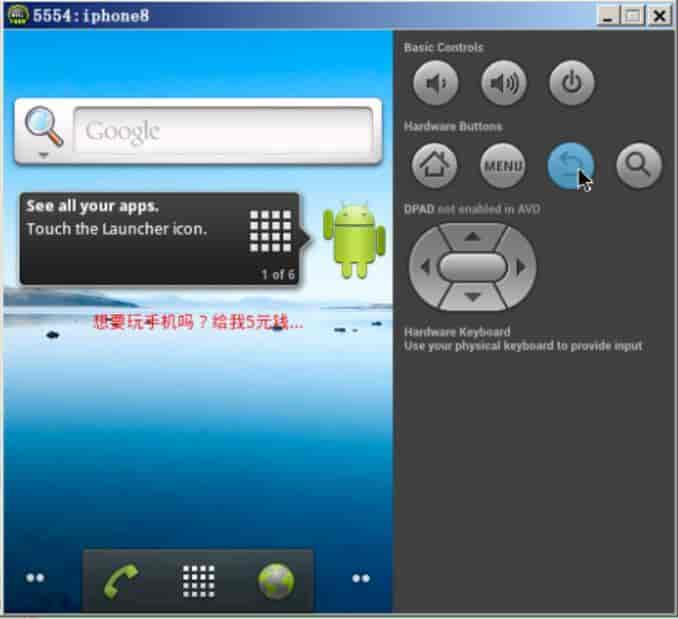 5554:iphone8
Basic Controls
Hardware Buttons
MENU
DPAD not enabled in AVD
Hardware Keyboard
Use your physical keyboard to provide input
Google
See all your apps.
Touch the Launcher icon.
1 of 6
想要玩手机吗？给我5元钱...